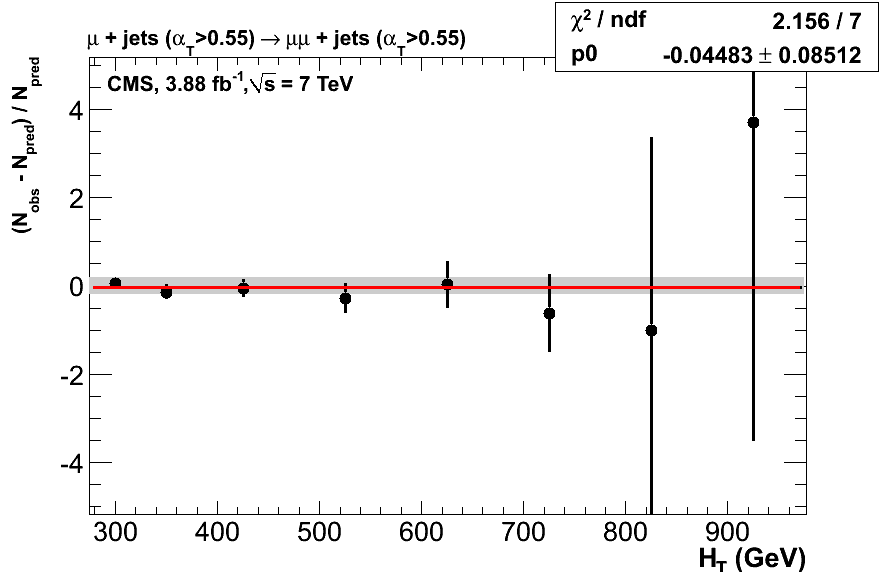 μ + jets (α_T>0.55) → μμ + jets (α_T>0.55)
χ² / ndf 2.156 / 7
p0 -0.04483 ± 0.08512
CMS, 3.88 fb⁻¹,√s = 7 TeV
(N_obs - N_pred) / N_pred
4
2
0
-2
-4
300 400 500 600 700 800 900
H_T (GeV)